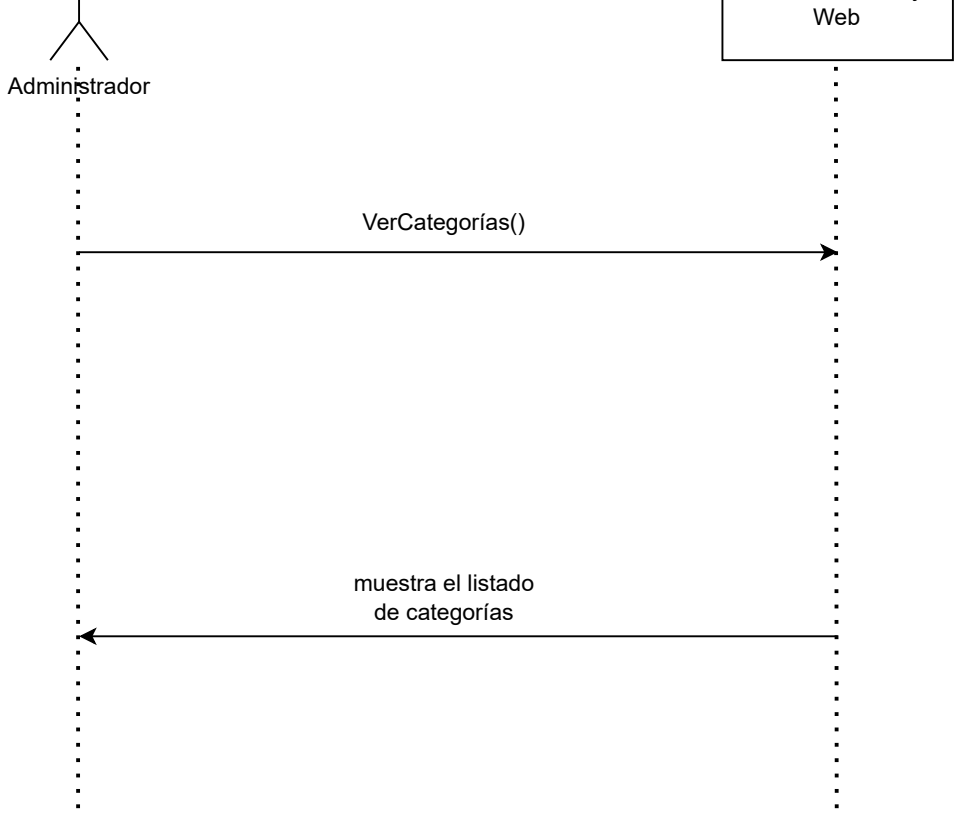 Web
Administrador
VerCategorías()
muestra el listado
de categorías